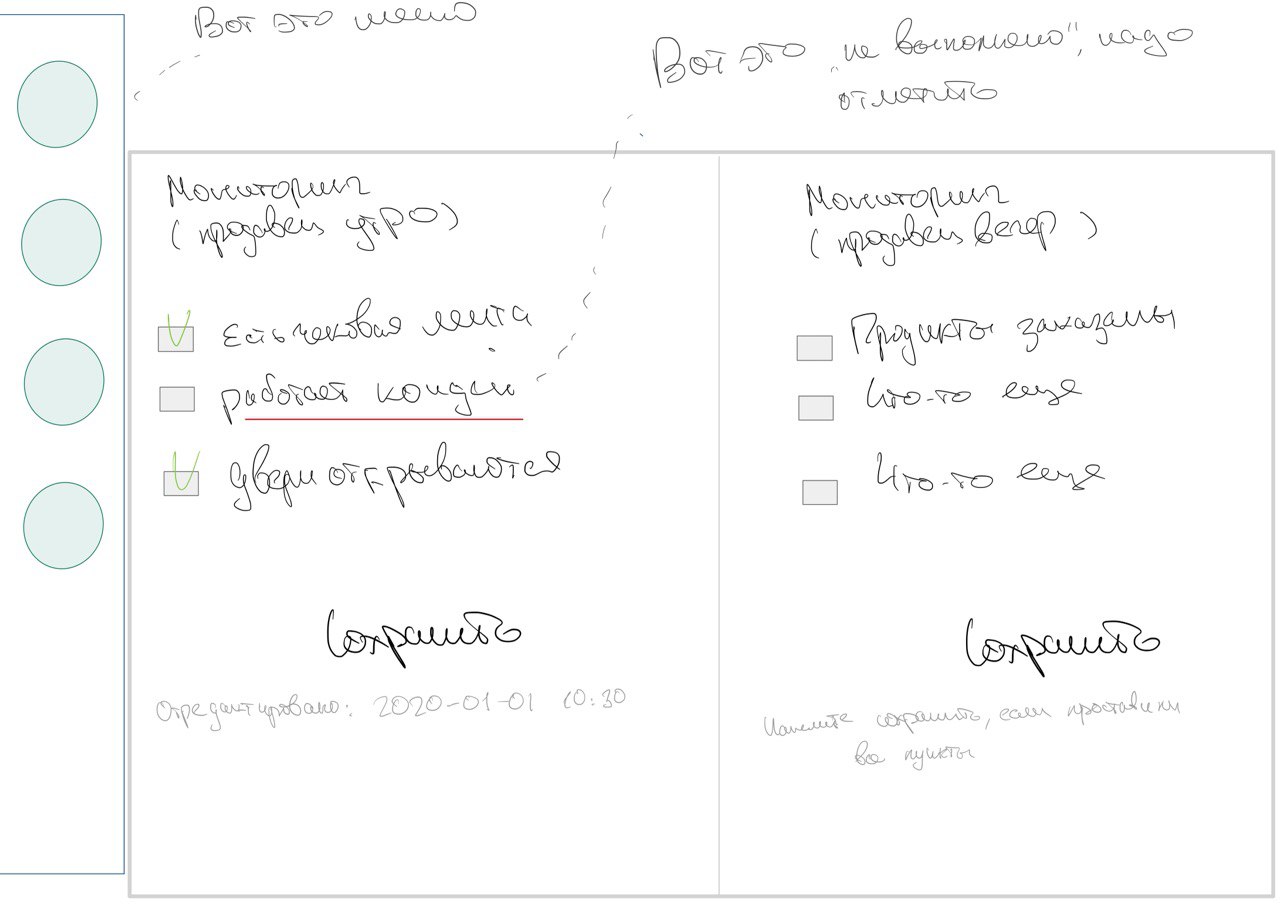 Вот это меню
Вот это „не выполнено", надо
отметить
Мониторинг
(продавец утро)
Есть чековая лента
работает кондей
двери открываются
Сохранить
Отредактировано: 2020-01-01 10:30
Мониторинг
(продавец вечер)
Продукты заказаны
Что-то еще
Что-то еще
Сохранить
Нажмите сохранить, если проставили
все пункты